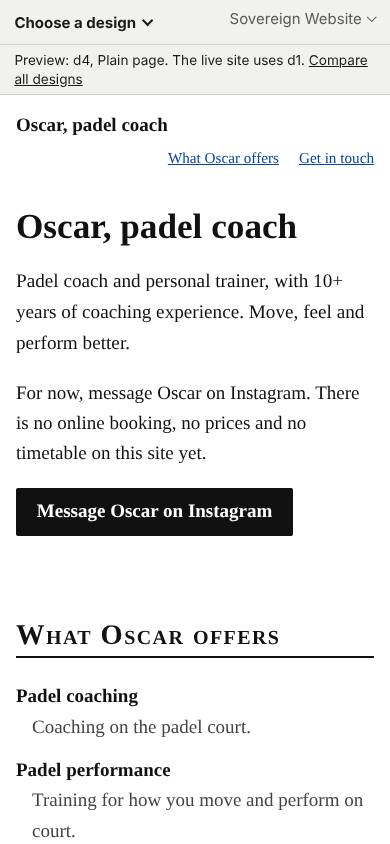 Choose a design
Sovereign Website
Preview: d4, Plain page. The live site uses d1. Compare
all designs
Oscar, padel coach
What Oscar offers Get in touch
Oscar, padel coach
Padel coach and personal trainer, with 10+
years of coaching experience. Move, feel and
perform better.
For now, message Oscar on Instagram. There
is no online booking, no prices and no
timetable on this site yet.
Message Oscar on Instagram
What Oscar offers
Padel coaching
Coaching on the padel court.
Padel performance
Training for how you move and perform on
court.